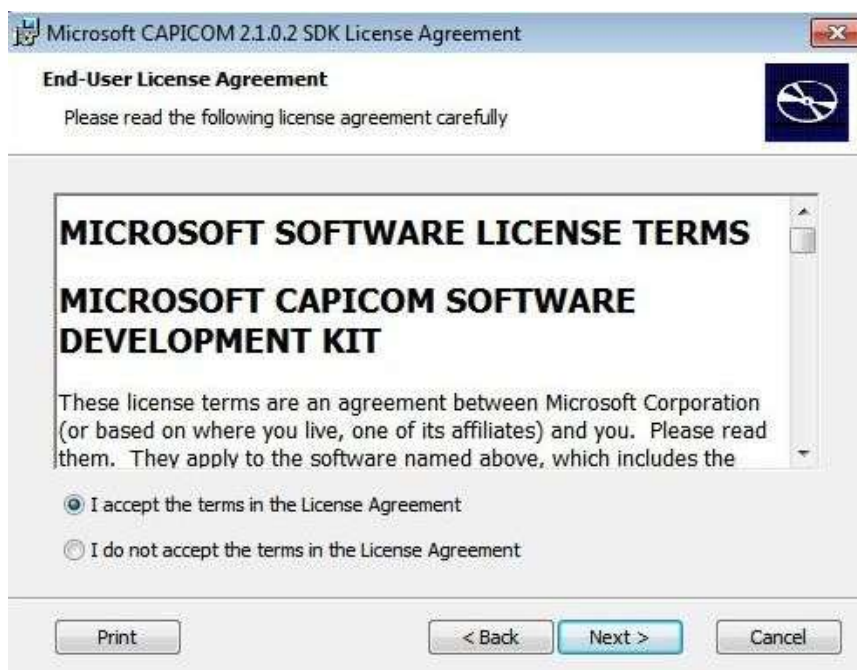 Microsoft CAPICOM 2.1.0.2 SDK License Agreement
End-User License Agreement
Please read the following license agreement carefully
MICROSOFT SOFTWARE LICENSE TERMS
MICROSOFT CAPICOM SOFTWARE
DEVELOPMENT KIT
These license terms are an agreement between Microsoft Corporation
(or based on where you live, one of its affiliates) and you.  Please read
them.  They apply to the software named above, which includes the
I accept the terms in the License Agreement
I do not accept the terms in the License Agreement
Print
< Back
Next >
Cancel